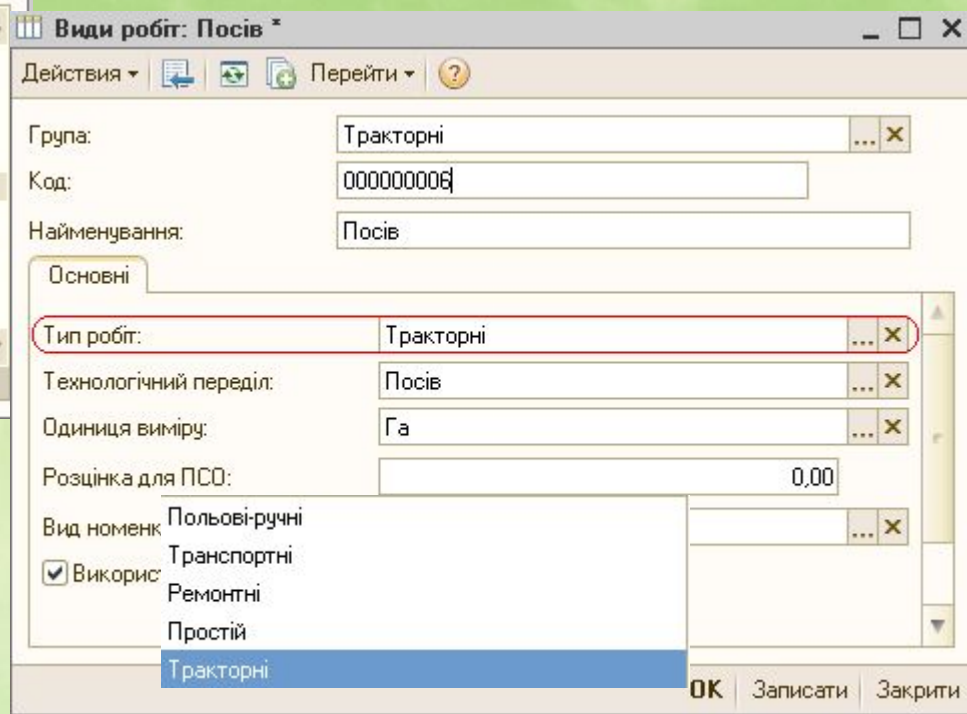 Види робіт: Посів *
Действия Перейти
Група: Тракторні ... ×
Код: 000000006
Найменування: Посів
Основні
Тип робіт: Тракторні ... ×
Технологічний переділ: Посів ... ×
Одиниця виміру: Га ... ×
Розцінка для ПСО: 0,00
Вид номенк ... ×
Викорис
Польові-ручні
Транспортні
Ремонтні
Простій
Тракторні
OK Записати Закрити